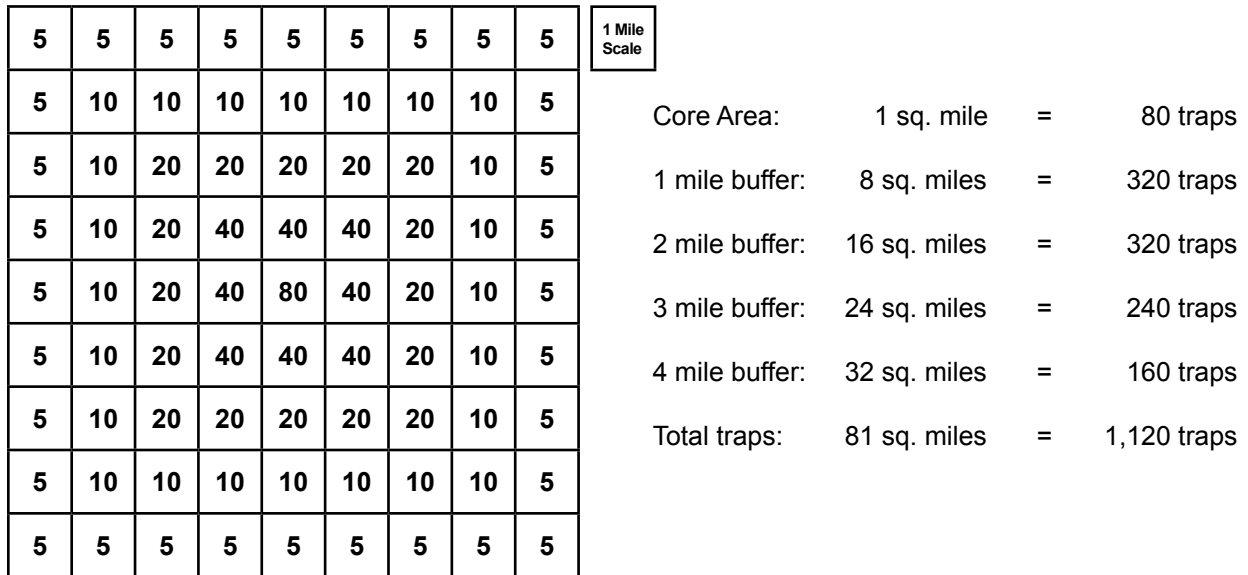 5 5 5 5 5 5 5 5 5
5 10 10 10 10 10 10 10 5
5 10 20 20 20 20 20 10 5
5 10 20 40 40 40 20 10 5
5 10 20 40 80 40 20 10 5
5 10 20 40 40 40 20 10 5
5 10 20 20 20 20 20 10 5
5 10 10 10 10 10 10 10 5
5 5 5 5 5 5 5 5 5
1 Mile
Scale
Core Area: 1 sq. mile = 80 traps
1 mile buffer: 8 sq. miles = 320 traps
2 mile buffer: 16 sq. miles = 320 traps
3 mile buffer: 24 sq. miles = 240 traps
4 mile buffer: 32 sq. miles = 160 traps
Total traps: 81 sq. miles = 1,120 traps